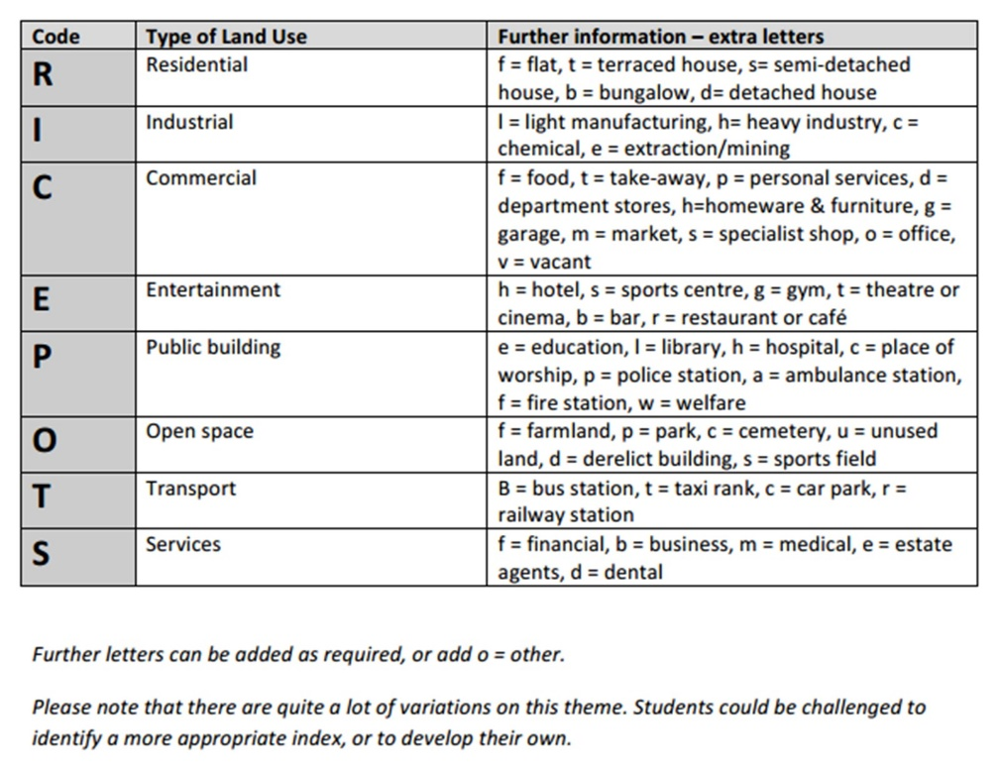 Code Type of Land Use Further information – extra letters
R Residential f = flat, t = terraced house, s= semi-detached
house, b = bungalow, d= detached house
I Industrial l = light manufacturing, h= heavy industry, c =
chemical, e = extraction/mining
C Commercial f = food, t = take-away, p = personal services, d =
department stores, h=homeware & furniture, g =
garage, m = market, s = specialist shop, o = office,
v = vacant
E Entertainment h = hotel, s = sports centre, g = gym, t = theatre or
cinema, b = bar, r = restaurant or café
P Public building e = education, l = library, h = hospital, c = place of
worship, p = police station, a = ambulance station,
f = fire station, w = welfare
O Open space f = farmland, p = park, c = cemetery, u = unused
land, d = derelict building, s = sports field
T Transport B = bus station, t = taxi rank, c = car park, r =
railway station
S Services f = financial, b = business, m = medical, e = estate
agents, d = dental
Further letters can be added as required, or add o = other.
Please note that there are quite a lot of variations on this theme. Students could be challenged to
identify a more appropriate index, or to develop their own.